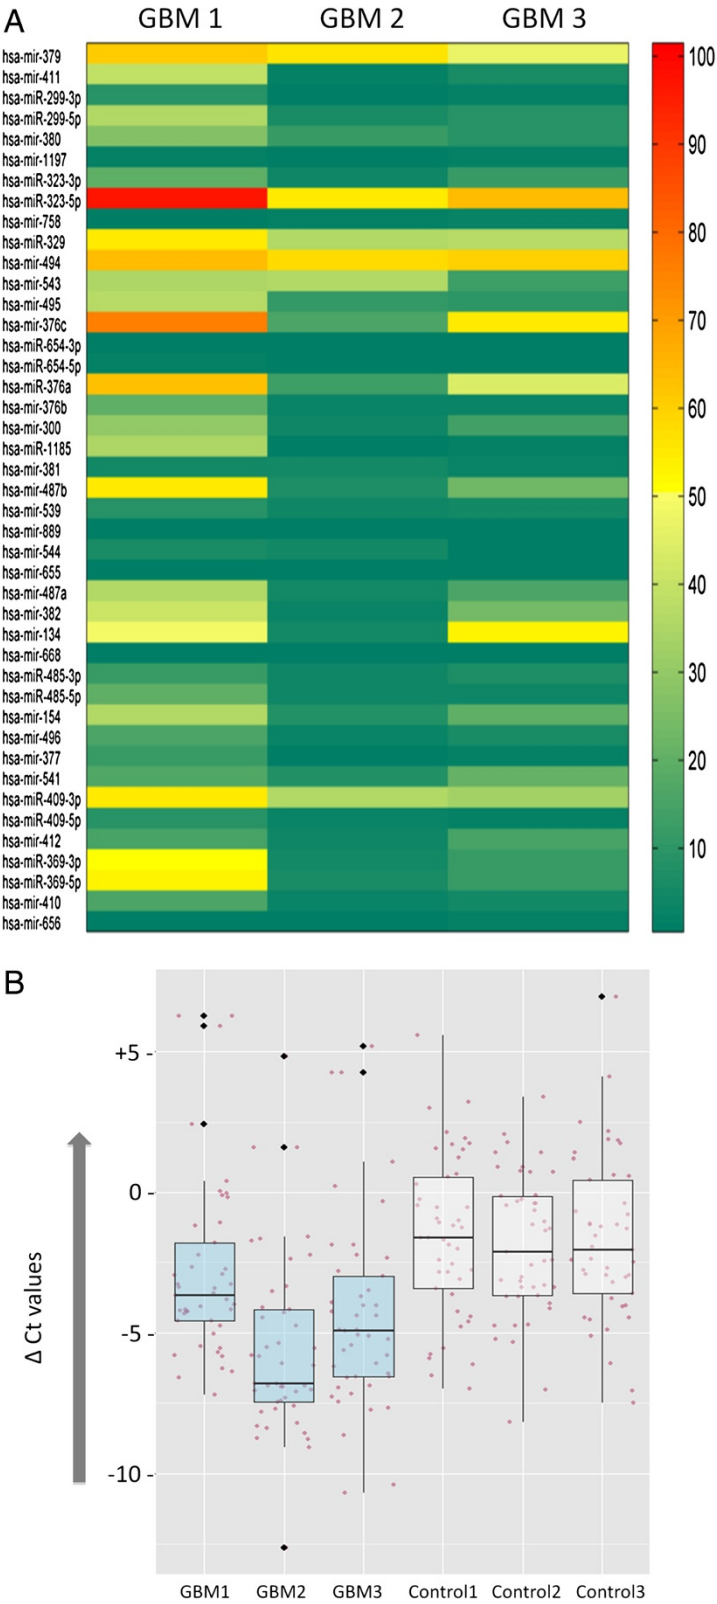 A
GBM 1 GBM 2 GBM 3
hsa-mir-379
hsa-mir-411
hsa-miR-299-3p
hsa-miR-299-5p
hsa-mir-380
hsa-mir-1197
hsa-miR-323-3p
hsa-miR-323-5p
hsa-mir-758
hsa-miR-329
hsa-mir-494
hsa-mir-543
hsa-mir-495
hsa-mir-376c
hsa-miR-654-3p
hsa-miR-654-5p
hsa-miR-376a
hsa-mir-376b
hsa-mir-300
hsa-miR-1185
hsa-mir-381
hsa-mir-487b
hsa-mir-539
hsa-mir-889
hsa-mir-544
hsa-mir-655
hsa-mir-487a
hsa-mir-382
hsa-mir-134
hsa-mir-668
hsa-miR-485-3p
hsa-miR-485-5p
hsa-mir-154
hsa-mir-496
hsa-mir-377
hsa-mir-541
hsa-miR-409-3p
hsa-miR-409-5p
hsa-mir-412
hsa-miR-369-3p
hsa-miR-369-5p
hsa-mir-410
hsa-mir-656
100
90
80
70
60
50
40
30
20
10
B
+5 -
0 -
-5 -
-10 -
Δ Ct values
GBM1 GBM2 GBM3 Control1 Control2 Control3